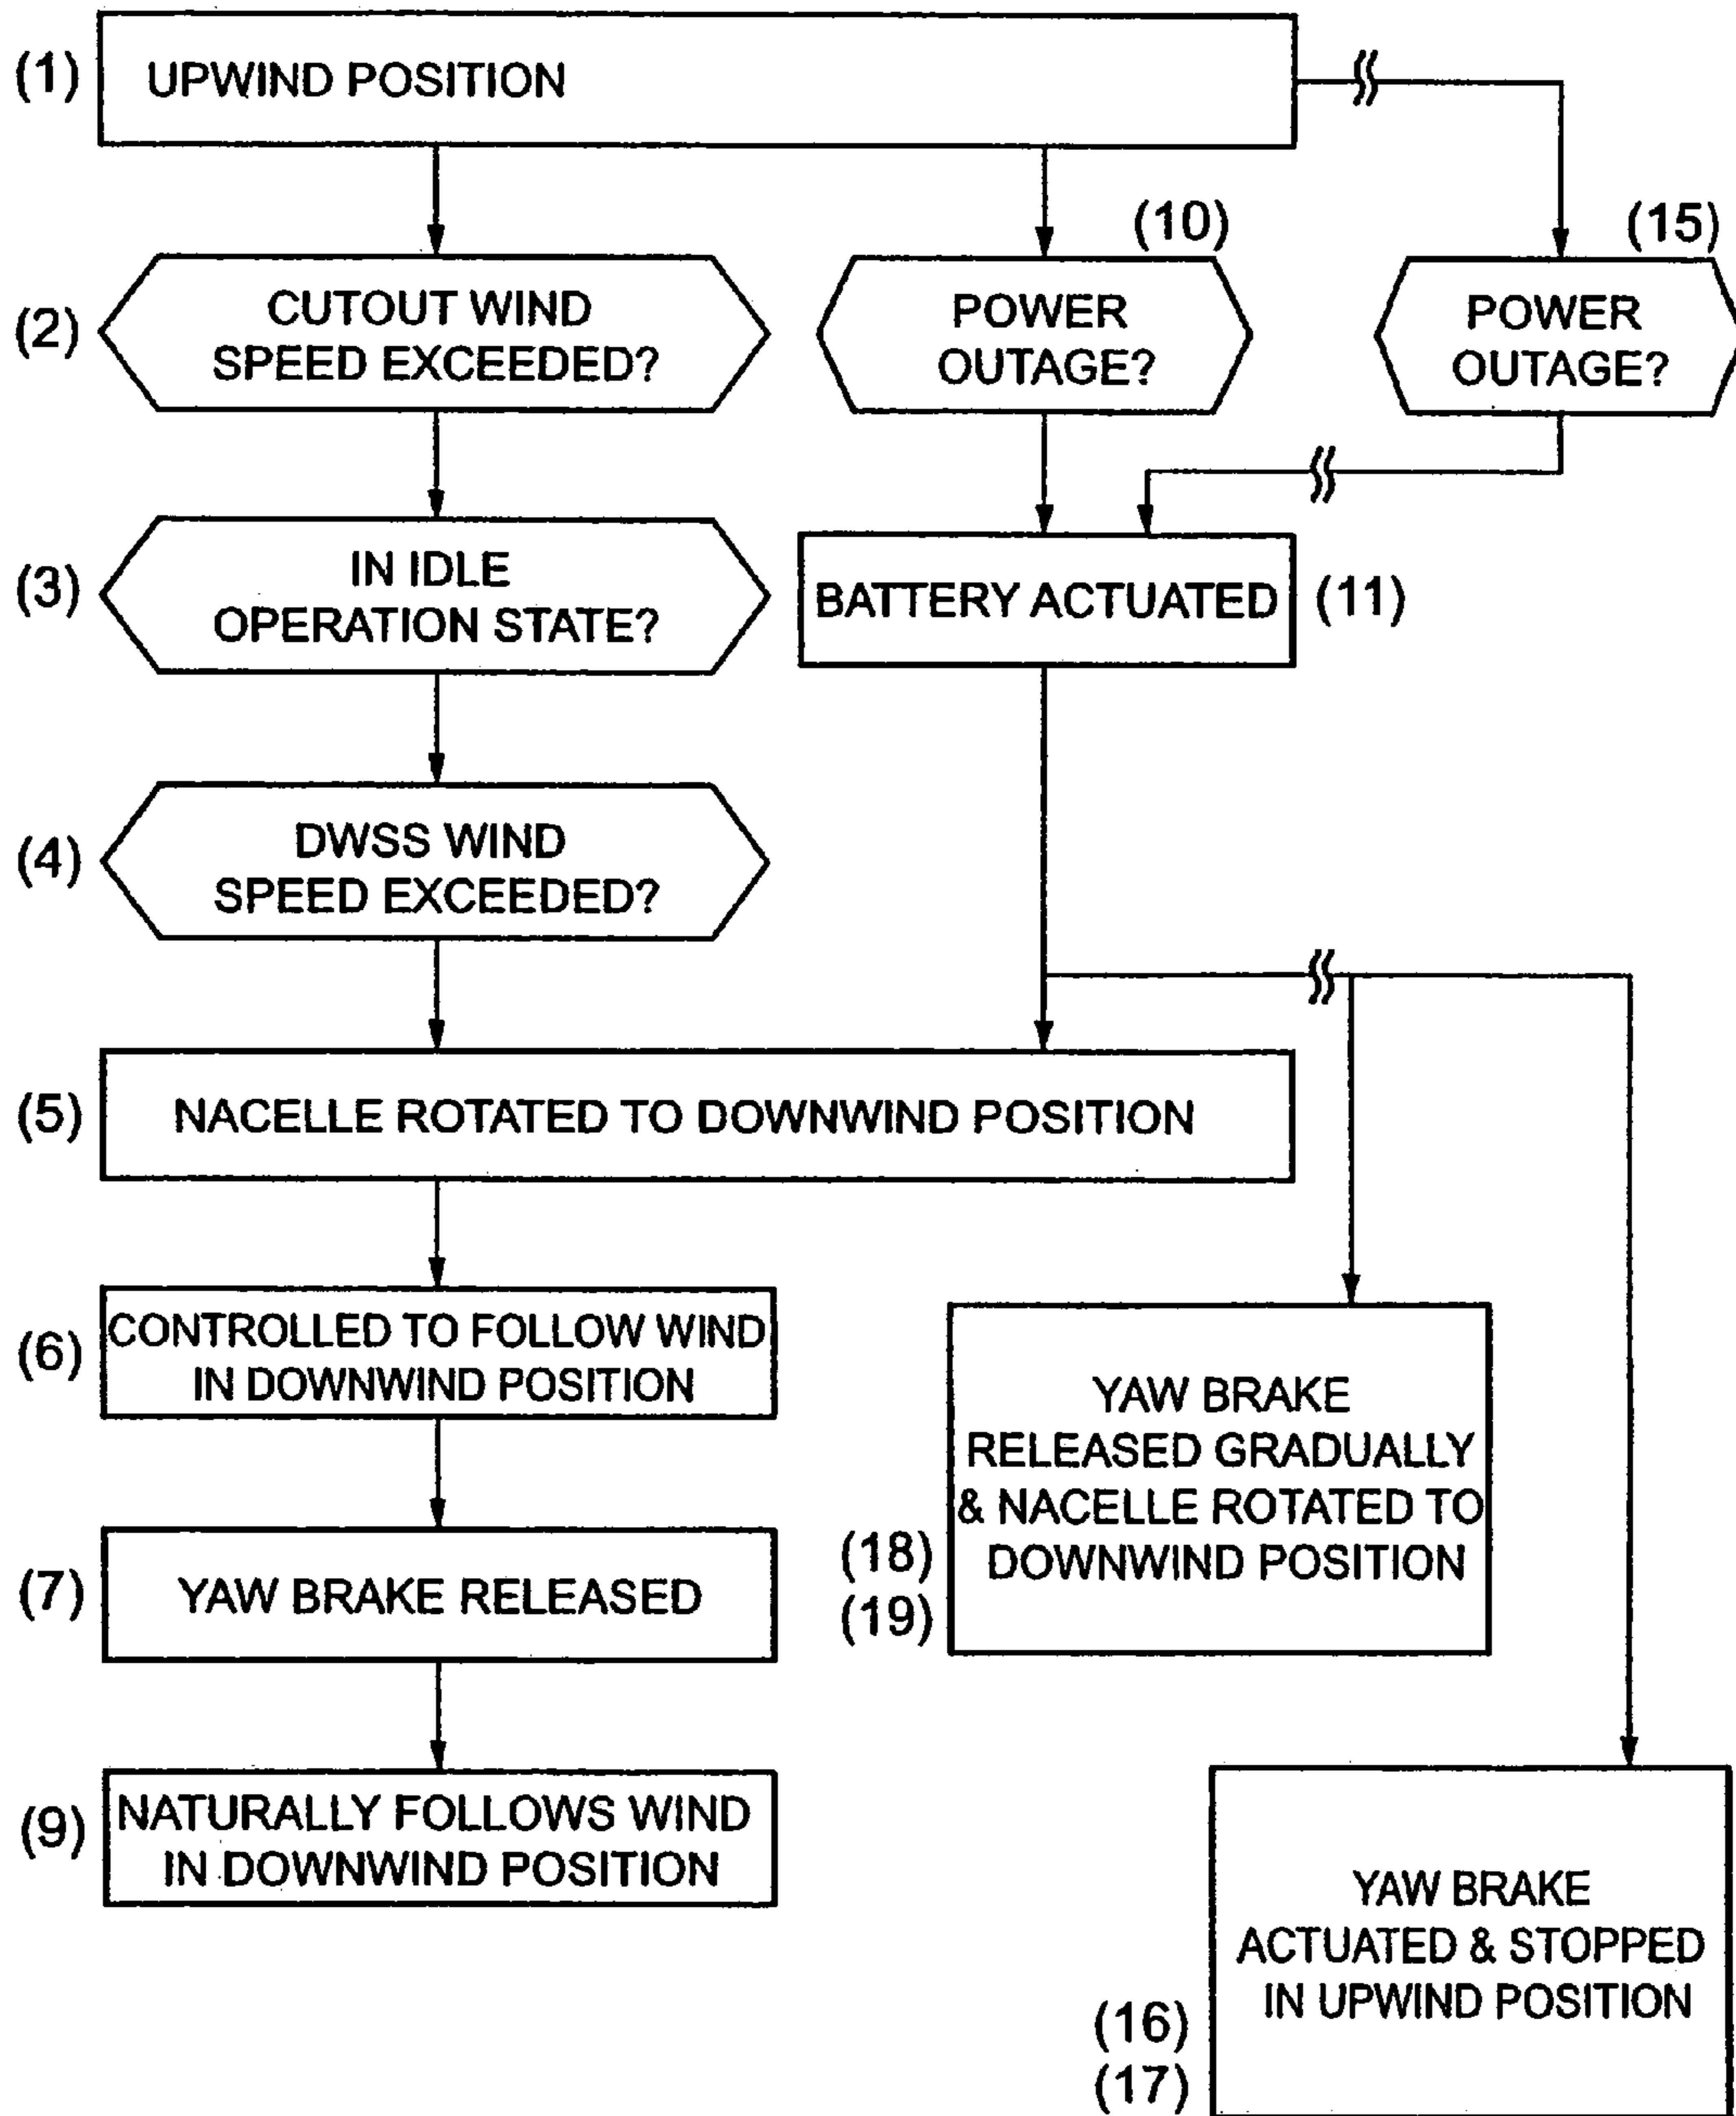 (1)
UPWIND POSITION
(10)
(15)
(2)
CUTOUT WIND
SPEED EXCEEDED?
POWER
OUTAGE?
POWER
OUTAGE?
(3)
IN IDLE
OPERATION STATE?
BATTERY ACTUATED
(11)
(4)
DWSS WIND
SPEED EXCEEDED?
(5)
NACELLE ROTATED TO DOWNWIND POSITION
(6)
CONTROLLED TO FOLLOW WIND
IN DOWNWIND POSITION
YAW BRAKE
RELEASED GRADUALLY
& NACELLE ROTATED TO
DOWNWIND POSITION
(18)
(19)
(7)
YAW BRAKE RELEASED
(9)
NATURALLY FOLLOWS WIND
IN DOWNWIND POSITION
YAW BRAKE
ACTUATED & STOPPED
IN UPWIND POSITION
(16)
(17)